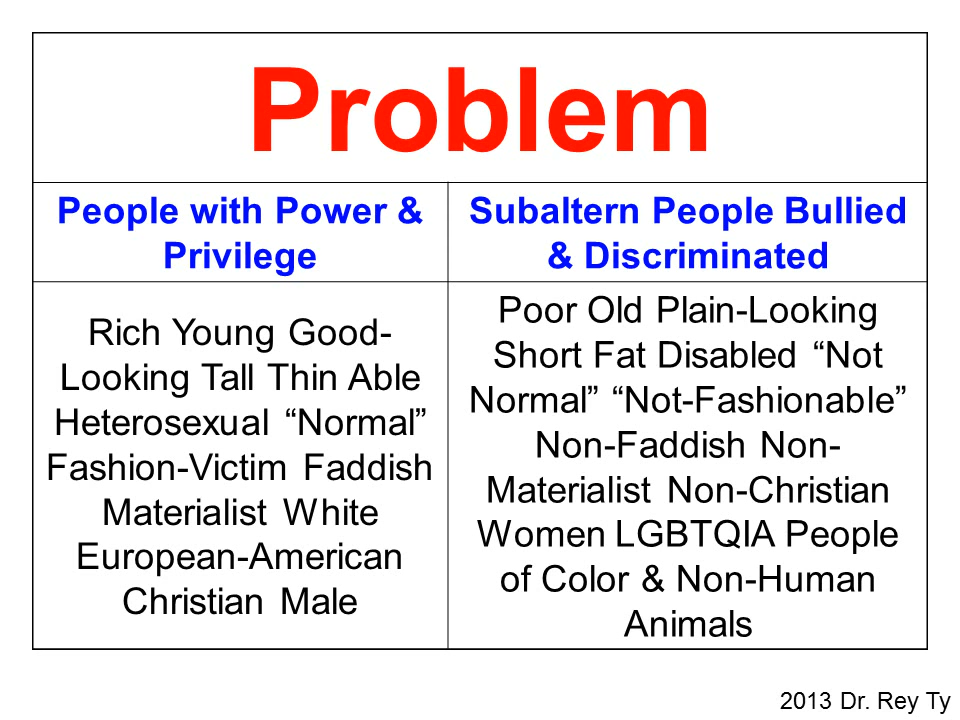 Problem
People with Power &
Privilege
Subaltern People Bullied
& Discriminated
Rich Young Good-
Looking Tall Thin Able
Heterosexual “Normal”
Fashion-Victim Faddish
Materialist White
European-American
Christian Male
Poor Old Plain-Looking
Short Fat Disabled “Not
Normal” “Not-Fashionable”
Non-Faddish Non-
Materialist Non-Christian
Women LGBTQIA People
of Color & Non-Human
Animals
2013 Dr. Rey Ty